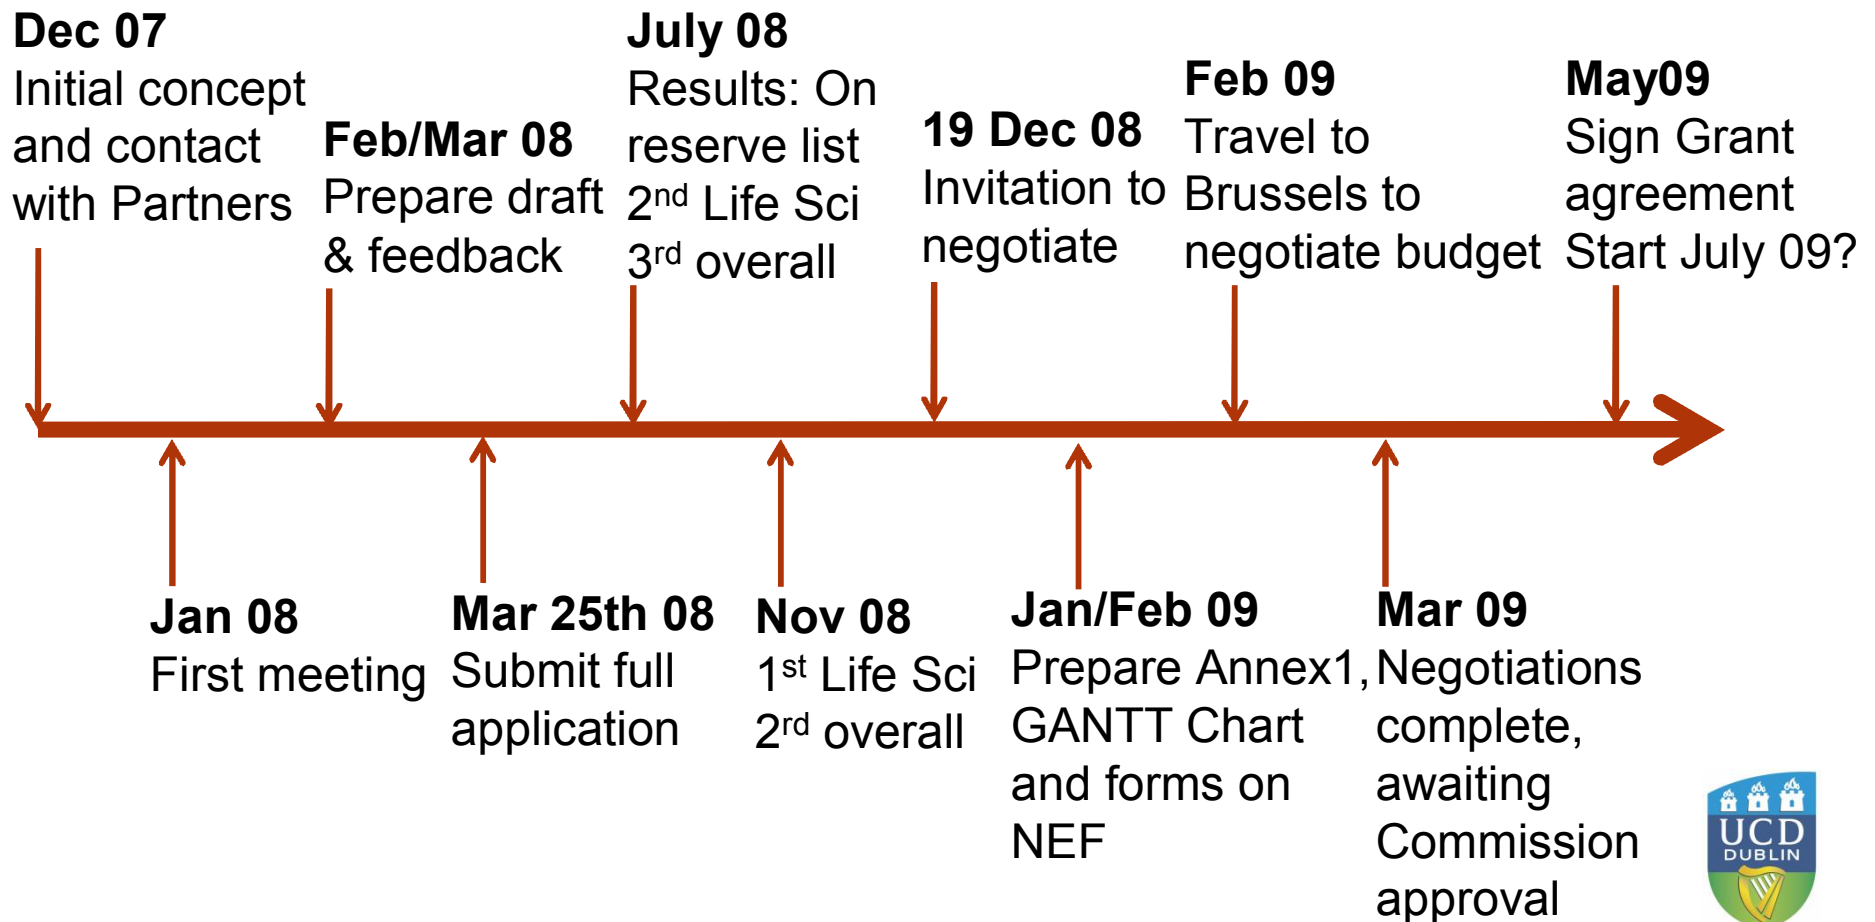 Dec 07
Initial concept
and contact
with Partners
Jan 08
First meeting
Feb/Mar 08
Prepare draft
& feedback
Mar 25th 08
Submit full
application
July 08
Results: On
reserve list
2nd Life Sci
3rd overall
Nov 08
1st Life Sci
2rd overall
19 Dec 08
Invitation to
negotiate
Jan/Feb 09
Prepare Annex1,
GANTT Chart
and forms on
NEF
Feb 09
Travel to
Brussels to
negotiate budget
Mar 09
Negotiations
complete,
awaiting
Commission
approval
May09
Sign Grant
agreement
Start July 09?
UCD
DUBLIN